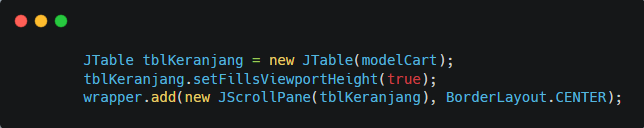 JTable tblKeranjang = new JTable(modelCart);
tblKeranjang.setFillsViewportHeight(true);
wrapper.add(new JScrollPane(tblKeranjang), BorderLayout.CENTER);